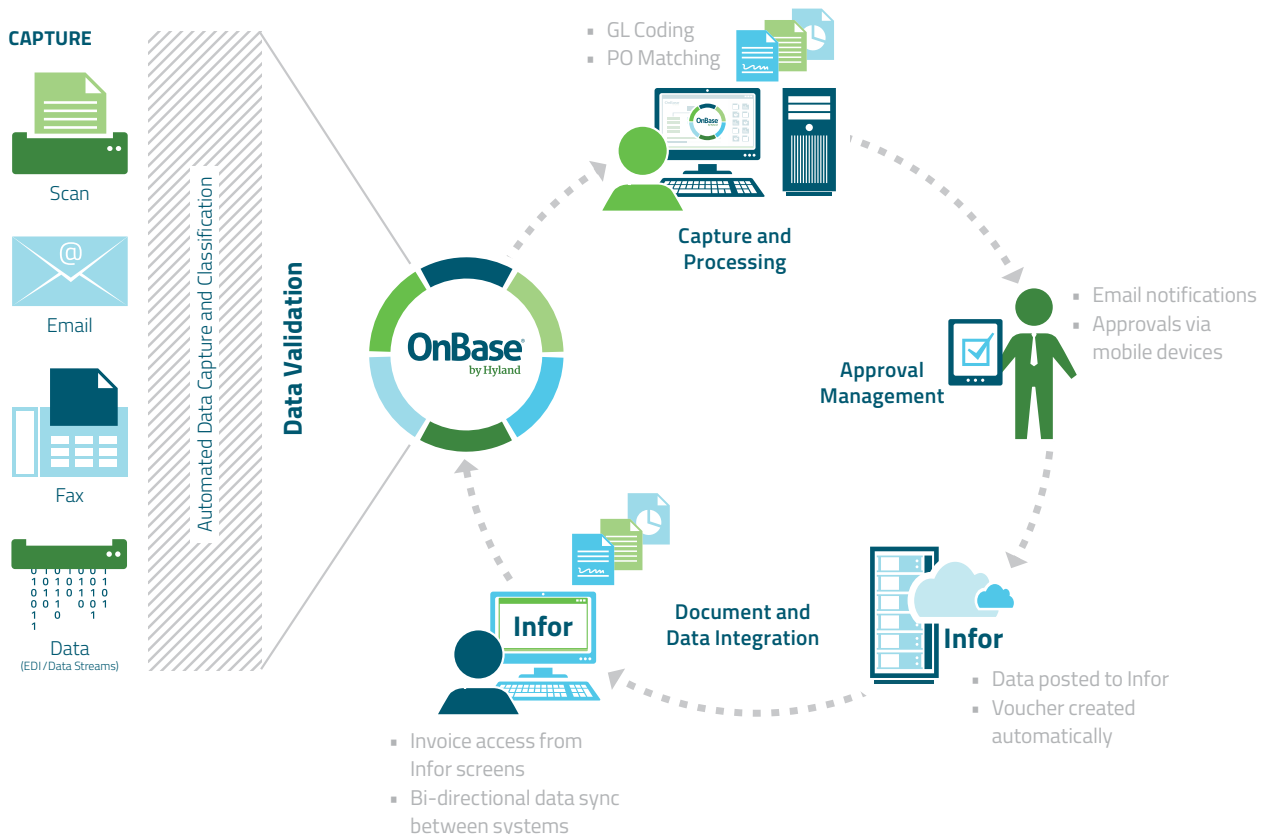 CAPTURE
Scan
@
Email
Fax
Data
(EDI/Data Streams)
Automated Data Capture and Classification
Data Validation
OnBase®
by Hyland
▪ GL Coding
▪ PO Matching
OnBase
Capture and
Processing
▪ Email notifications
▪ Approvals via
mobile devices
Approval
Management
Infor
▪ Data posted to Infor
▪ Voucher created
automatically
Document and
Data Integration
Infor
▪ Invoice access from
Infor screens
▪ Bi-directional data sync
between systems